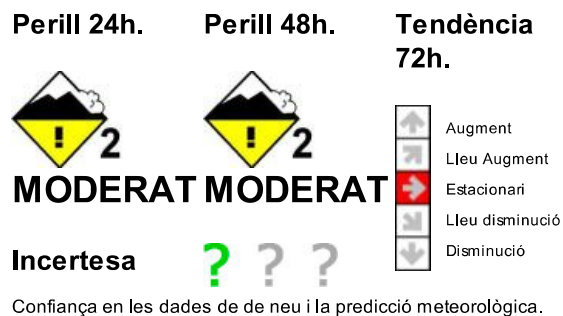 Perill 24h. Perill 48h. Tendència
72h.
! 2 ! 2
MODERAT MODERAT
Augment
Lleu Augment
Estacionari
Lleu disminució
Disminució
Incertesa ? ? ?
Confiança en les dades de de neu i la predicció meteorològica.